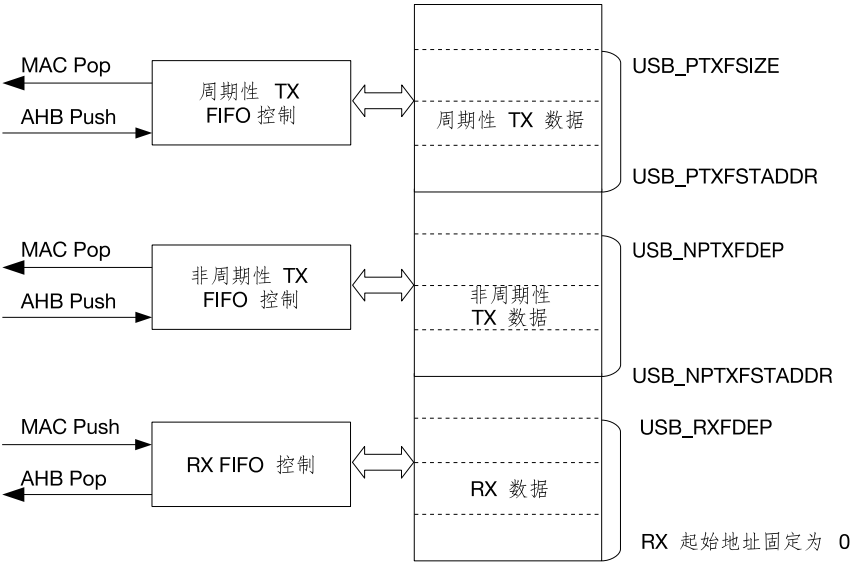 MAC Pop
AHB Push
周期性 TX
FIFO 控制
周期性 TX 数据
USB_PTXFSIZE
USB_PTXFSTADDR
MAC Pop
AHB Push
非周期性 TX
FIFO 控制
非周期性
TX 数据
USB_NPTXFDEP
USB_NPTXFSTADDR
MAC Push
AHB Pop
RX FIFO 控制
RX 数据
USB_RXFDEP
RX 起始地址固定为 0